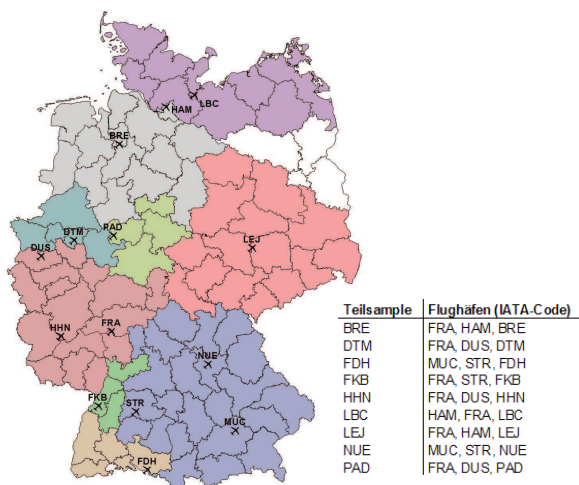 LBC
HAM
BRE
PAD
DTM
DUS
LEJ
HHN
FRA
NUE
FKB
STR
MUC
FDH
Teilsample Flughäfen (IATA-Code)
BRE FRA, HAM, BRE
DTM FRA, DUS, DTM
FDH MUC, STR, FDH
FKB FRA, STR, FKB
HHN FRA, DUS, HHN
LBC HAM, FRA, LBC
LEJ FRA, HAM, LEJ
NUE MUC, STR, NUE
PAD FRA, DUS, PAD